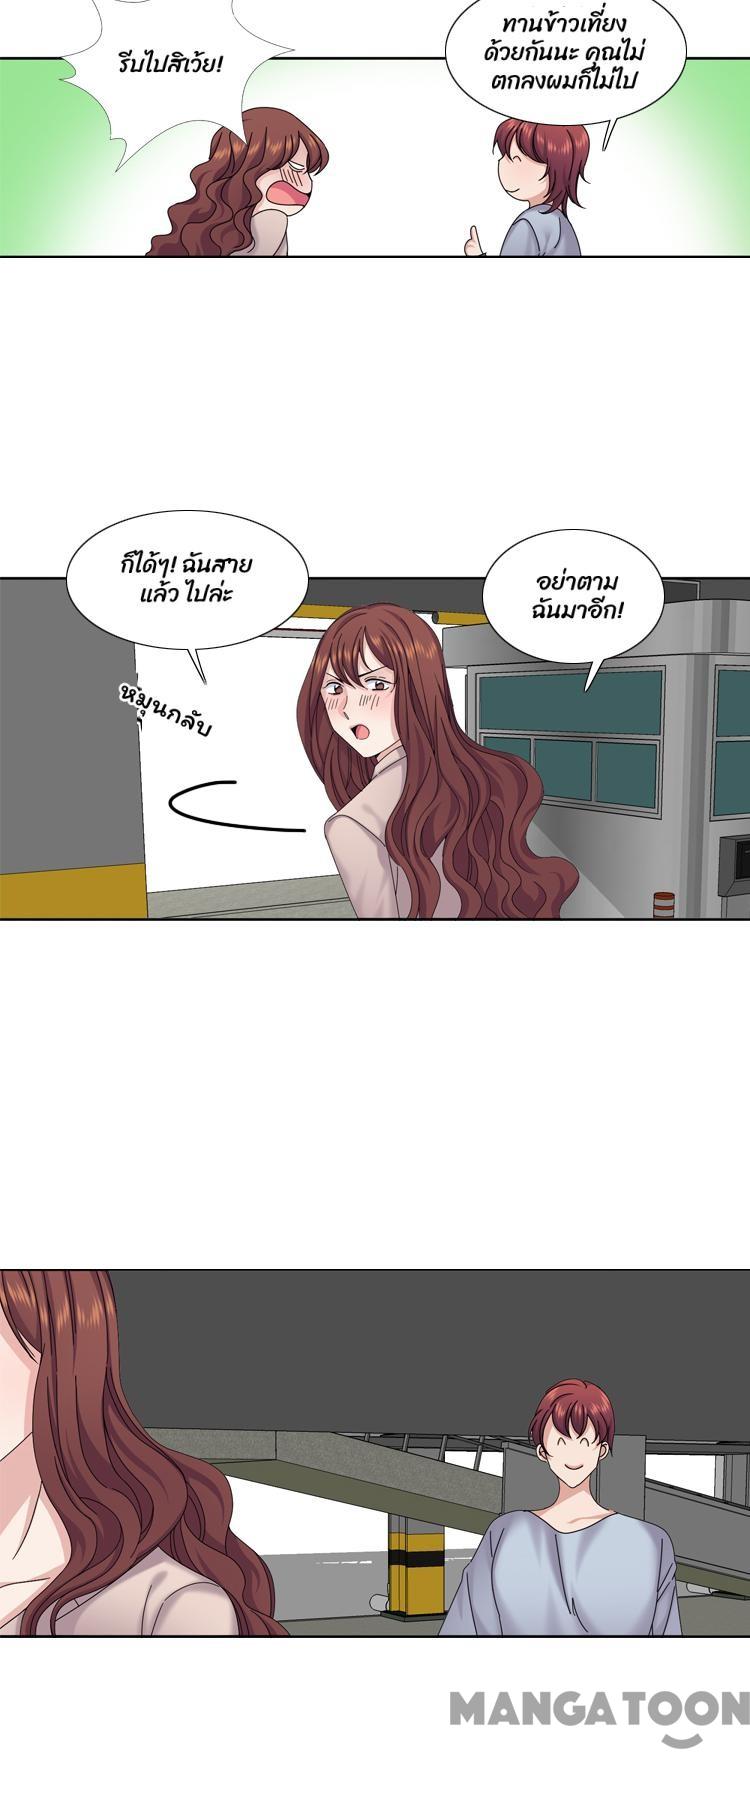 รีบไปสิเว้ย!
ทานข้าวเที่ยง
ด้วยกันนะ คุณไม่
ตกลงผมก็ไม่ไป
ก็ได้ๆ! ฉันสาย
แล้ว ไปล่ะ
อย่าตาม
ฉันมาอีก!
หมุนกลับ
MANGATOON